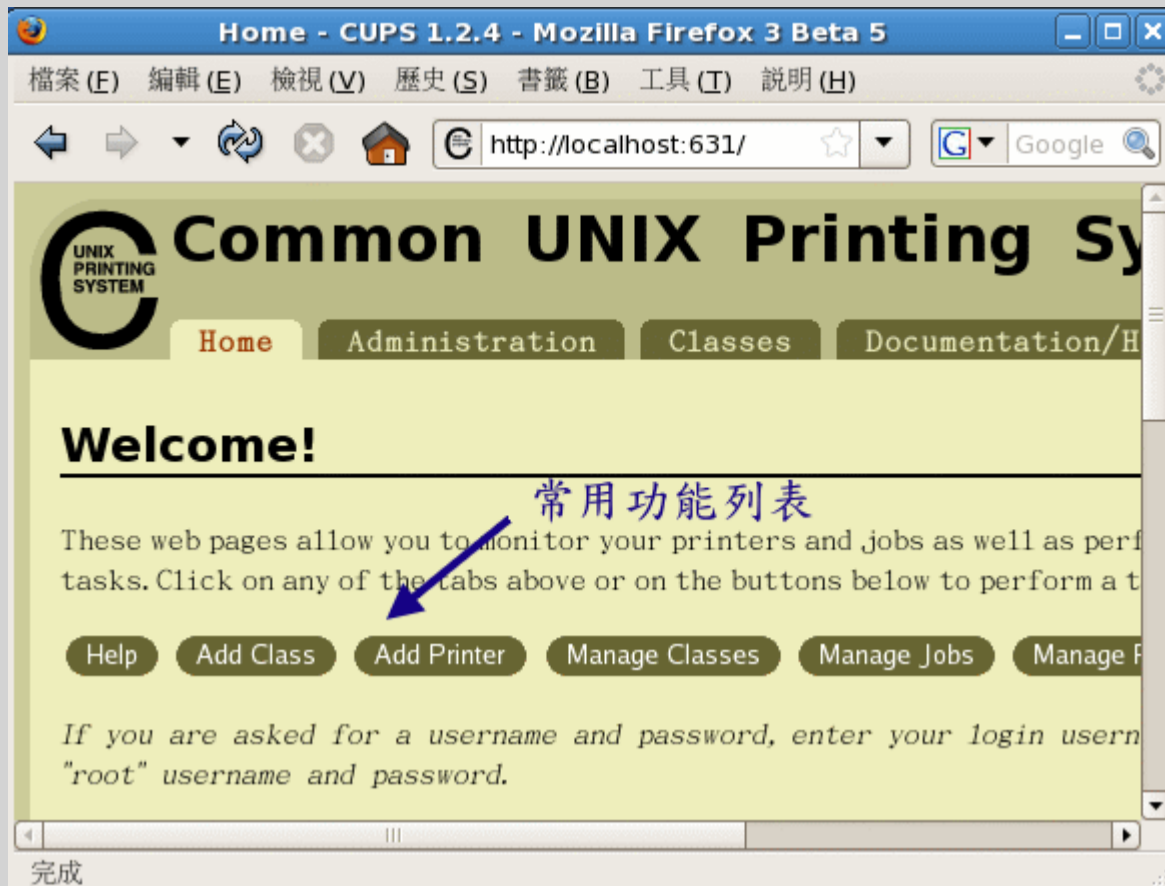 Home - CUPS 1.2.4 - Mozilla Firefox 3 Beta 5
檔案(F) 編輯(E) 檢視(V) 歷史(S) 書籤(B) 工具(T) 說明(H)
http://localhost:631/ G Google
UNIX
PRINTING
SYSTEM
Common UNIX Printing Sy
Home Administration Classes Documentation/H
Welcome!
常用功能列表
These web pages allow you to monitor your printers and jobs as well as perf
tasks. Click on any of the tabs above or on the buttons below to perform a t
Help Add Class Add Printer Manage Classes Manage Jobs Manage P
If you are asked for a username and password, enter your login usern
"root" username and password.
完成